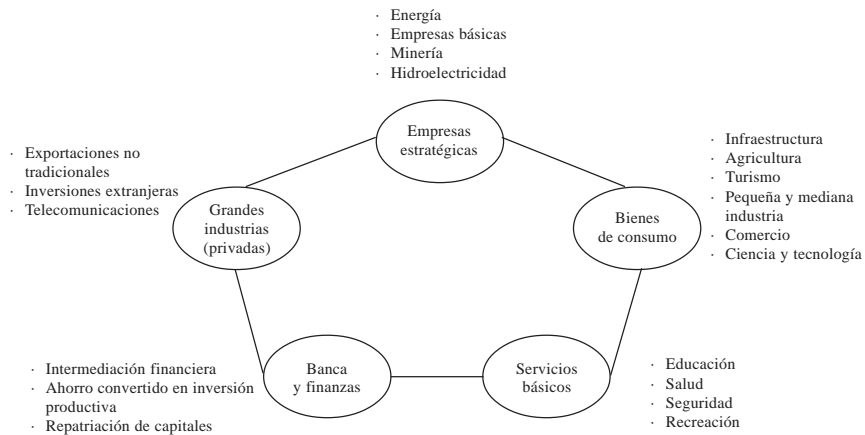 · Energía
· Empresas básicas
· Minería
· Hidroelectricidad
Empresas
estratégicas
· Exportaciones no
tradicionales
· Inversiones extranjeras
· Telecomunicaciones
Grandes
industrias
(privadas)
Bienes
de consumo
· Infraestructura
· Agricultura
· Turismo
· Pequeña y mediana
industria
· Comercio
· Ciencia y tecnología
· Intermediación financiera
· Ahorro convertido en inversión
productiva
· Repatriación de capitales
Banca
y finanzas
Servicios
básicos
· Educación
· Salud
· Seguridad
· Recreación